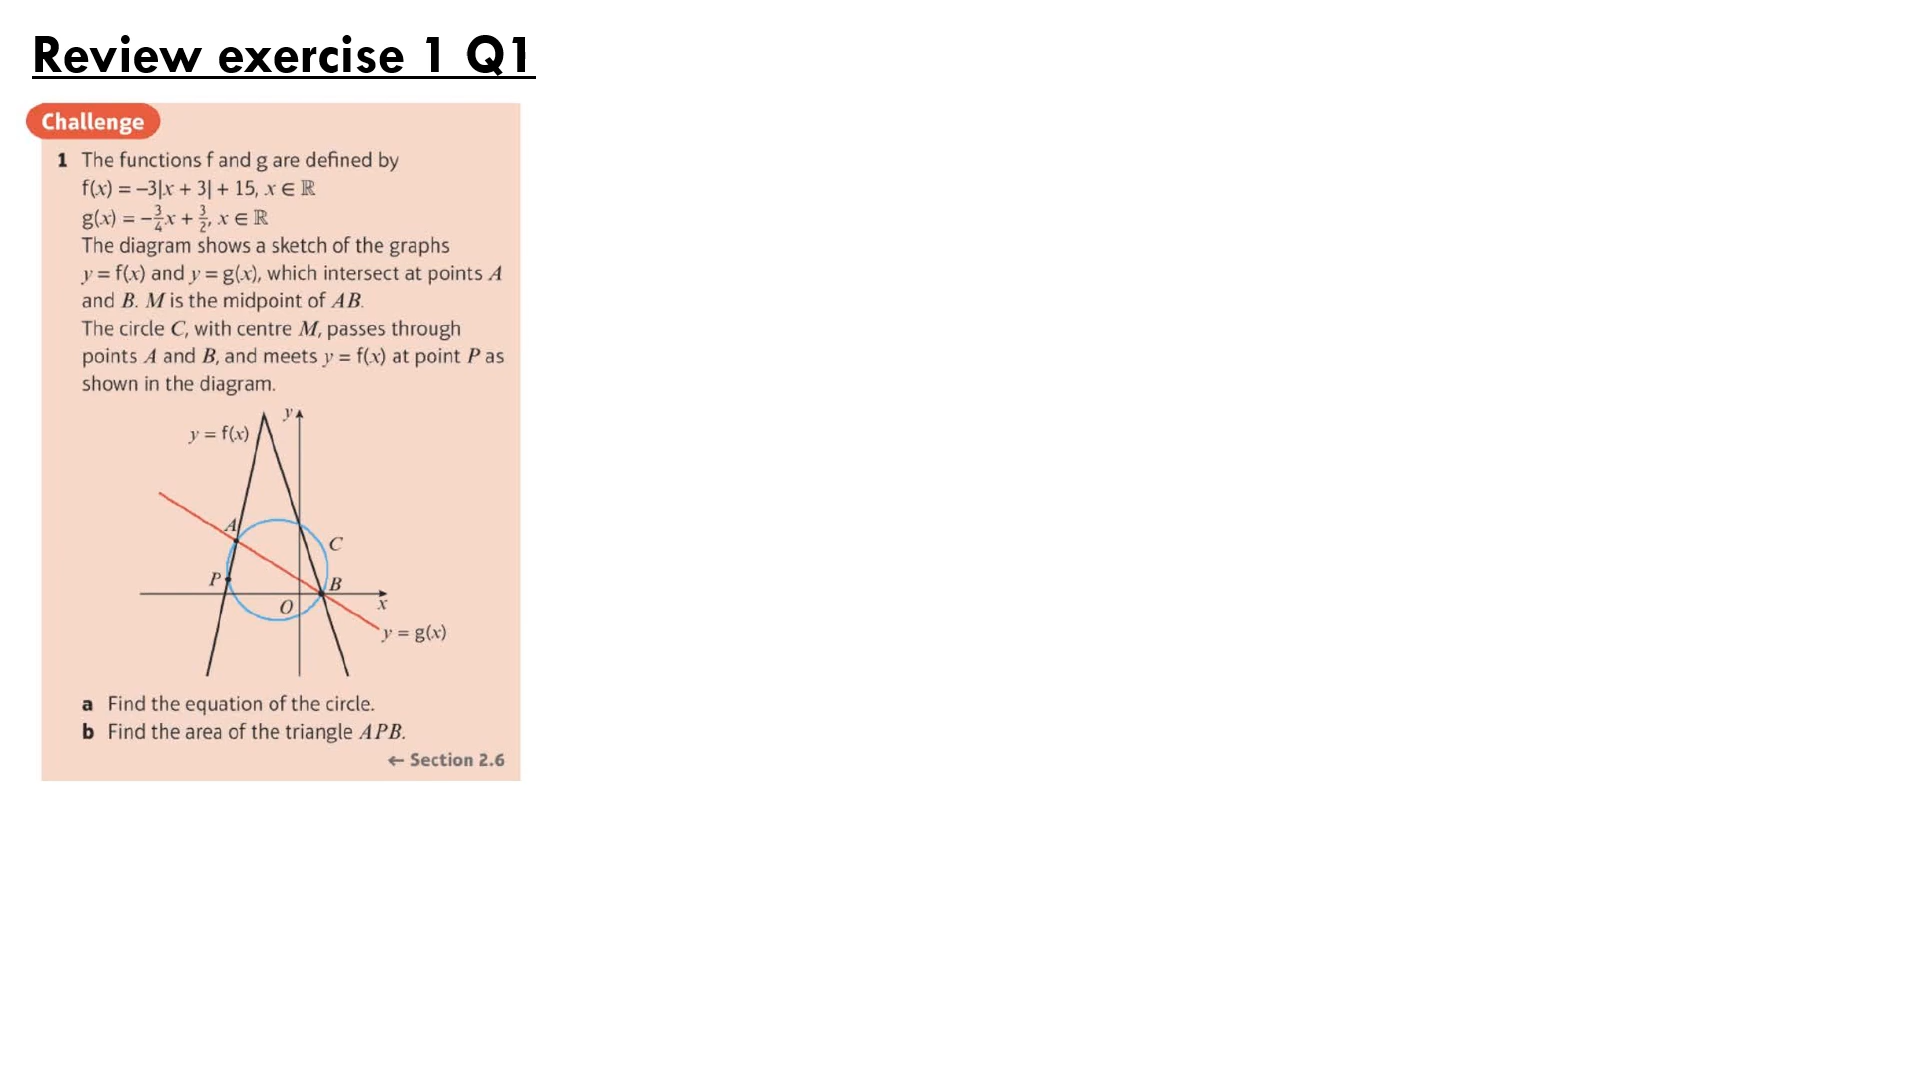 Review exercise 1 Q1
Challenge
1 The functions f and g are defined by
f(x) = −3|x + 3| + 15, x ∈ ℝ
g(x) = −3/4x + 3/2, x ∈ ℝ
The diagram shows a sketch of the graphs
y = f(x) and y = g(x), which intersect at points A
and B. M is the midpoint of AB.
The circle C, with centre M, passes through
points A and B, and meets y = f(x) at point P as
shown in the diagram.
y
y = f(x)
A
C
P
B
O
x
y = g(x)
a Find the equation of the circle.
b Find the area of the triangle APB.
← Section 2.6